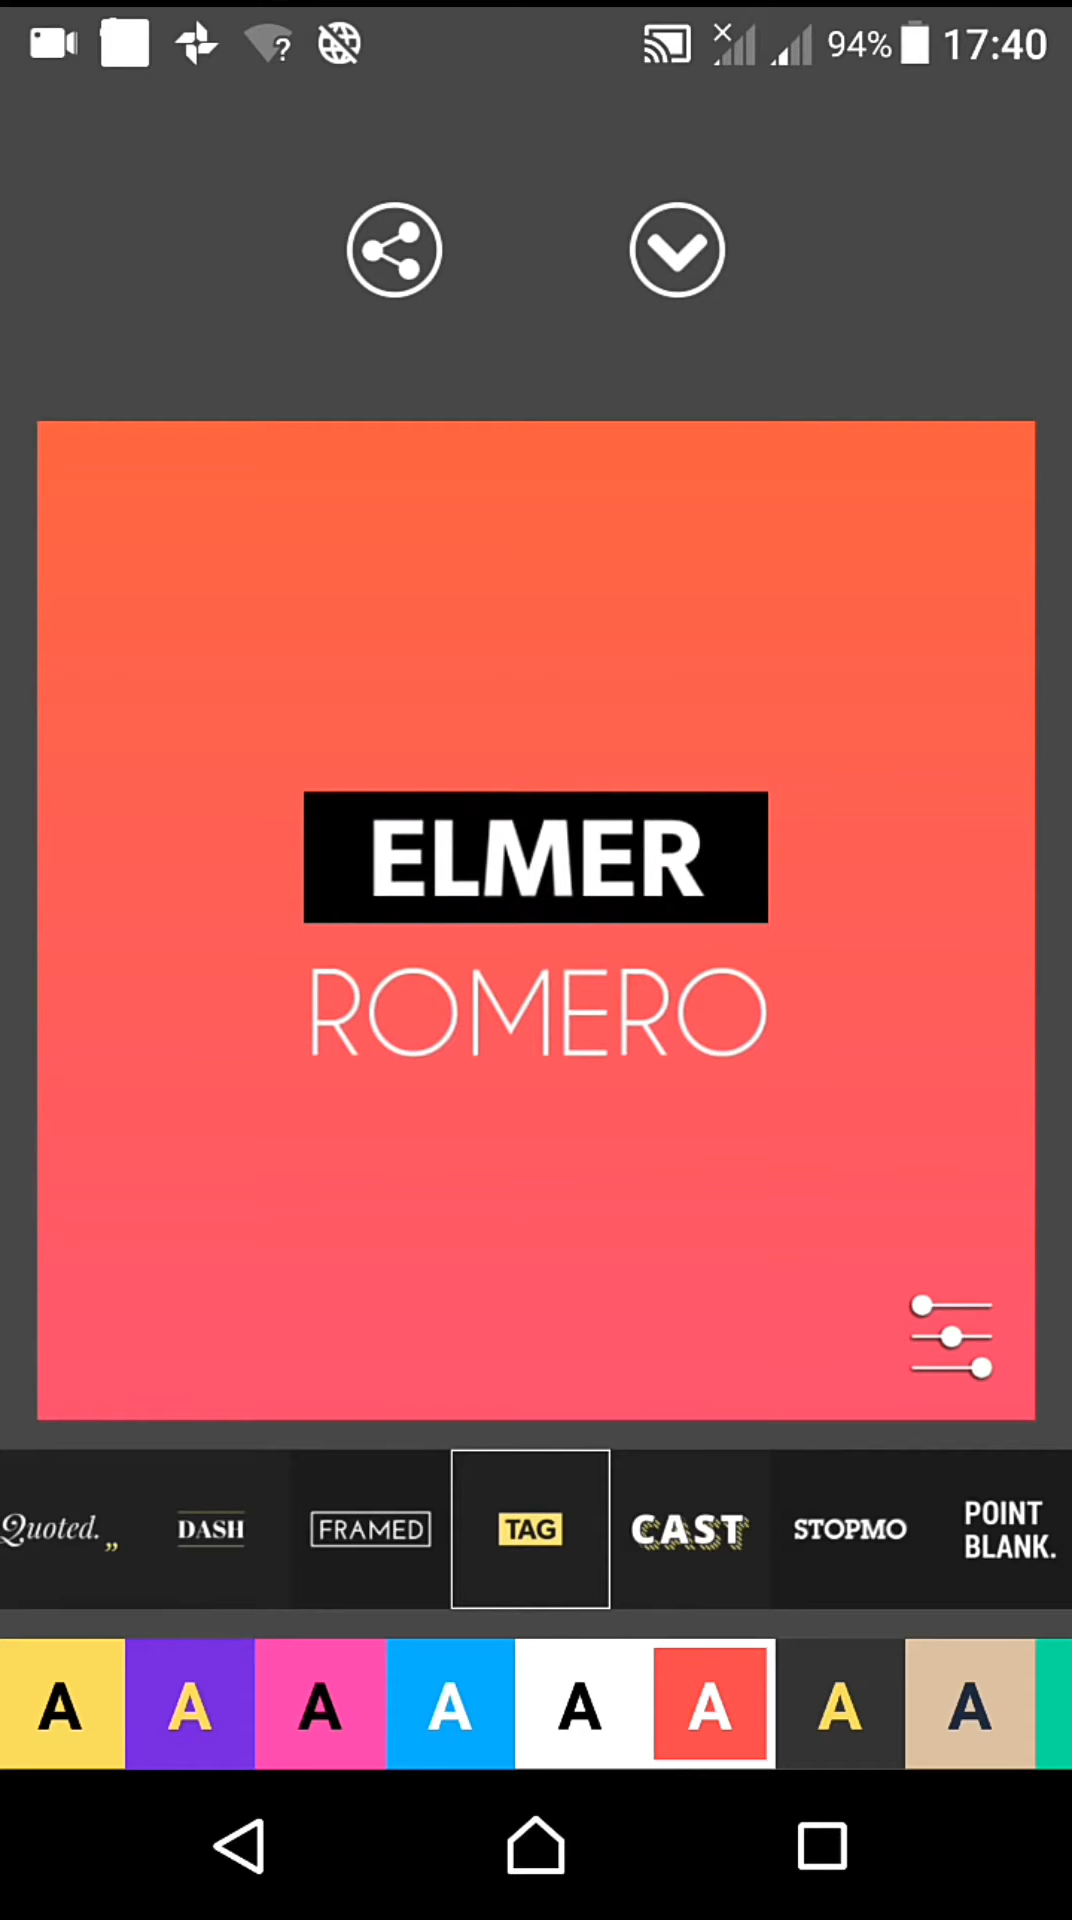 94% 17:40
ELMER
ROMERO
Quoted.„
DASH
FRAMED
TAG
CAST
STOPMO
POINT
BLANK.
A A A A A A A A